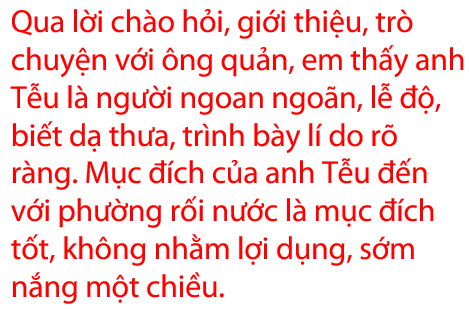 Qua lời chào hỏi, giới thiệu, trò
chuyện với ông quản, em thấy anh
Tễu là người ngoan ngoãn, lễ độ,
biết dạ thưa, trình bày lí do rõ
ràng. Mục đích của anh Tễu đến
với phường rối nước là mục đích
tốt, không nhằm lợi dụng, sớm
nắng một chiều.